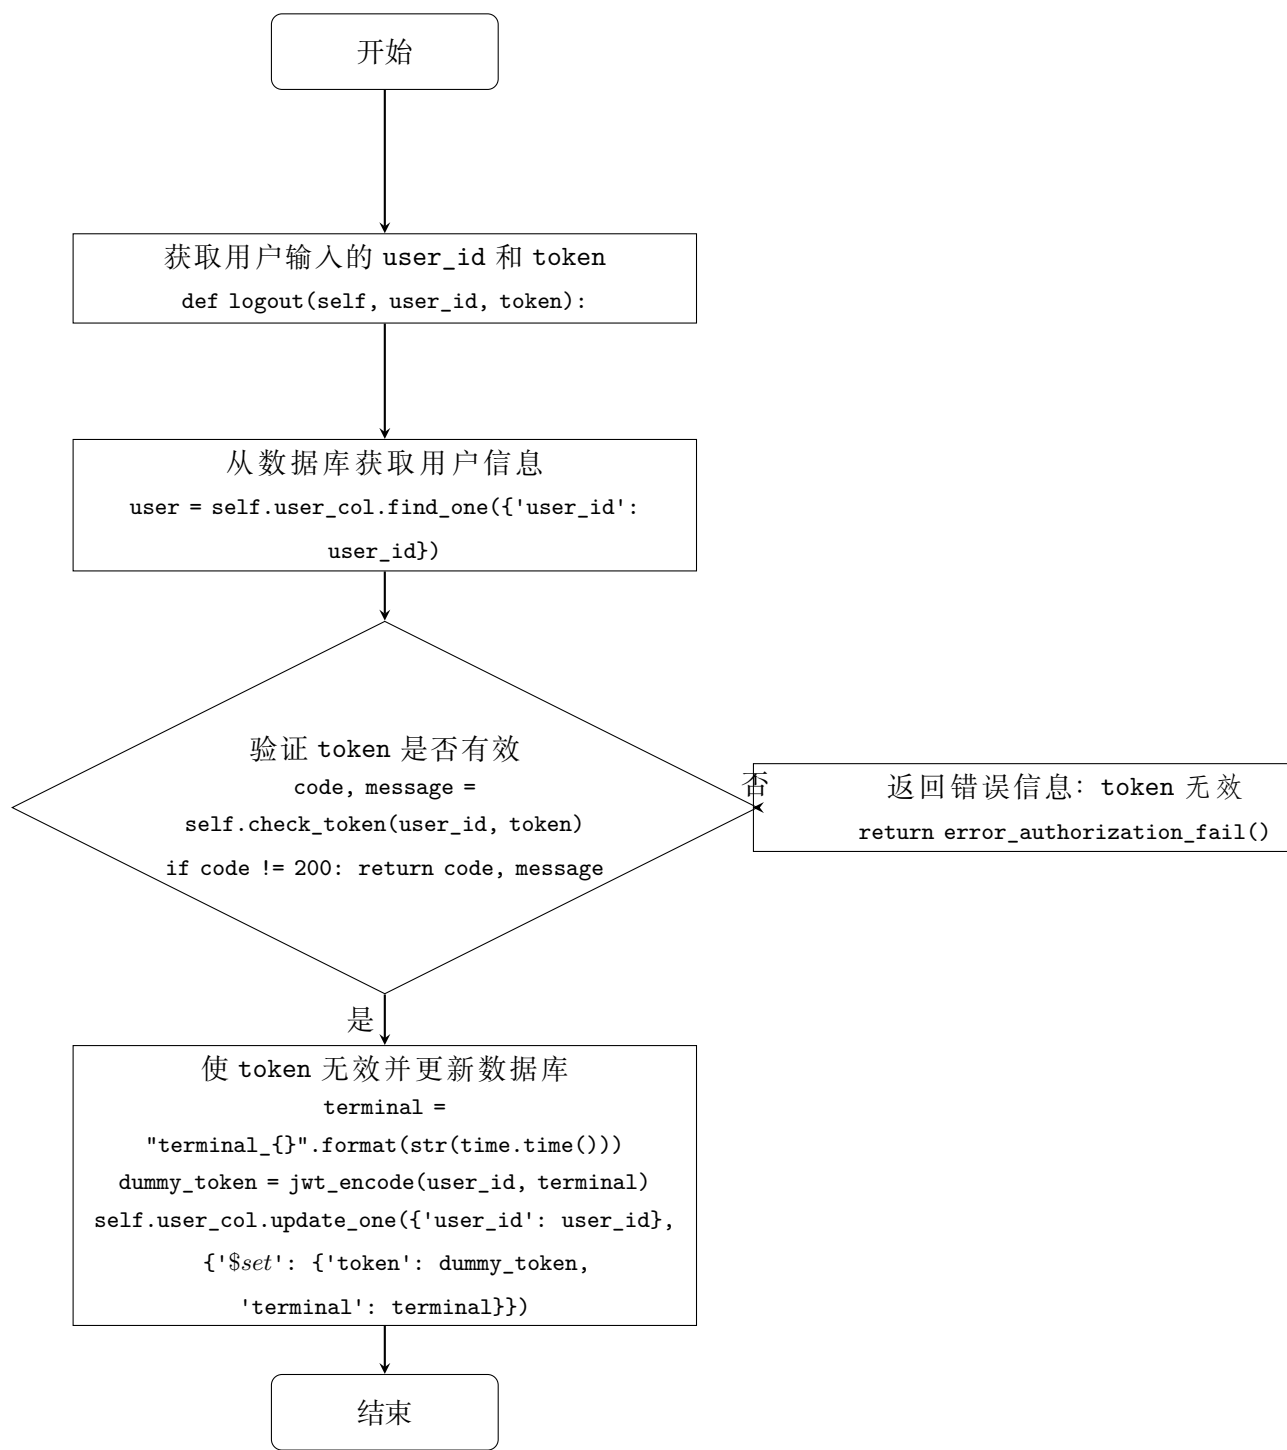 开始
获取用户输入的 user_id 和 token
def logout(self, user_id, token):
从数据库获取用户信息
user = self.user_col.find_one({'user_id':
user_id})
验证 token 是否有效
code, message =
self.check_token(user_id, token)
if code != 200: return code, message
否
返回错误信息: token 无效
return error_authorization_fail()
是
使 token 无效并更新数据库
terminal =
"terminal_{}".format(str(time.time()))
dummy_token = jwt_encode(user_id, terminal)
self.user_col.update_one({'user_id': user_id},
{'$set': {'token': dummy_token,
'terminal': terminal}})
结束